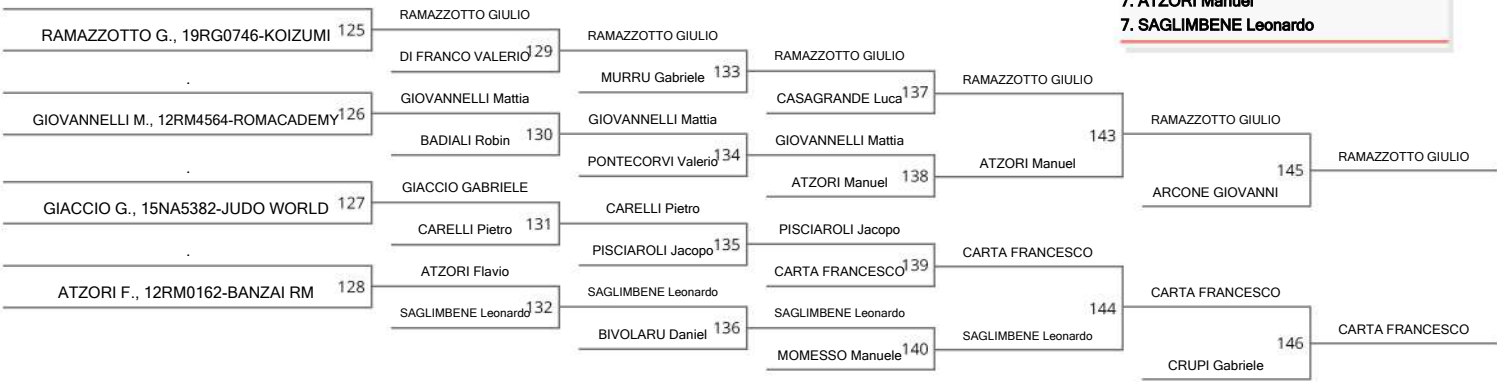 7. ATZORI Manuel
7. SAGLIMBENE Leonardo
RAMAZZOTTO G., 19RG0746-KOIZUMI 125
.
GIOVANNELLI M., 12RM4564-ROMACADEMY 126
.
GIACCIO G., 15NA5382-JUDO WORLD 127
.
ATZORI F., 12RM0162-BANZAI RM 128
RAMAZZOTTO GIULIO
DI FRANCO VALERIO 129
GIOVANNELLI Mattia
BADIALI Robin 130
GIACCIO GABRIELE
CARELLI Pietro 131
ATZORI Flavio
SAGLIMBENE Leonardo 132
RAMAZZOTTO GIULIO
MURRU Gabriele 133
GIOVANNELLI Mattia
PONTECORVI Valerio 134
CARELLI Pietro
PISCIAROLI Jacopo 135
SAGLIMBENE Leonardo
BIVOLARU Daniel 136
RAMAZZOTTO GIULIO
CASAGRANDE Luca 137
GIOVANNELLI Mattia
ATZORI Manuel 138
PISCIAROLI Jacopo
CARTA FRANCESCO 139
SAGLIMBENE Leonardo
MOMESSO Manuele 140
RAMAZZOTTO GIULIO
143
ATZORI Manuel
CARTA FRANCESCO
144
SAGLIMBENE Leonardo
RAMAZZOTTO GIULIO
145
ARCONE GIOVANNI
CARTA FRANCESCO
146
CRUPI Gabriele
RAMAZZOTTO GIULIO
CARTA FRANCESCO